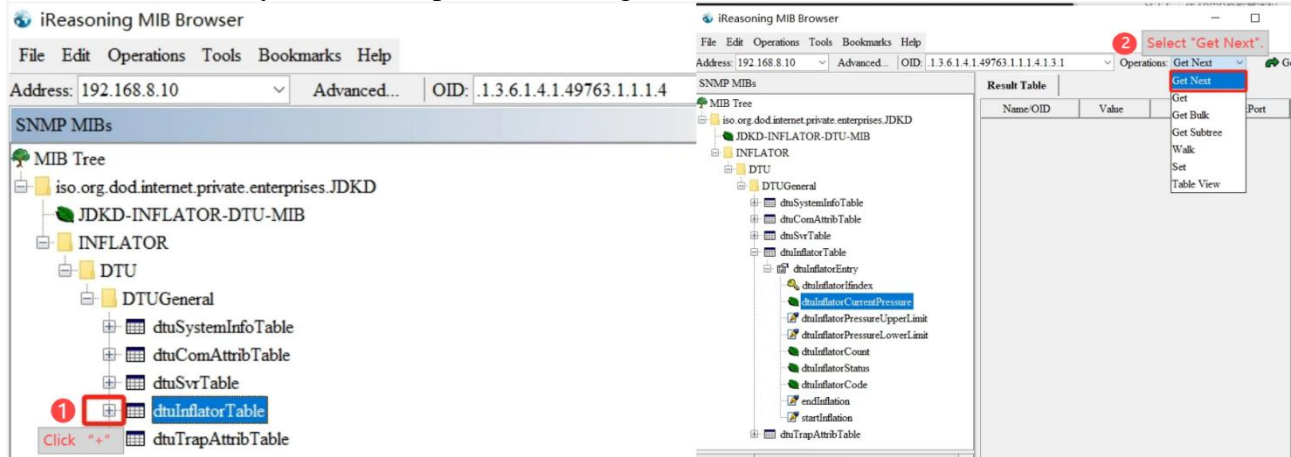 iReasoning MIB Browser
File Edit Operations Tools Bookmarks Help
Address: 192.168.8.10 Advanced... OID: .1.3.6.1.4.1.49763.1.1.1.4
SNMP MIBs
MIB Tree
iso.org.dod.internet.private.enterprises.JDKD
JDKD-INFLATOR-DTU-MIB
INFLATOR
DTU
DTUGeneral
dtuSystemInfoTable
dtuComAttribTable
dtuSvrTable
1 dtuInflatorTable
Click "+" dtuTrapAttribTable
iReasoning MIB Browser
File Edit Operations Tools Bookmarks Help
2 Select "Get Next".
Address: 192.168.8.10 Advanced... OID: .1.3.6.1.4.1.49763.1.1.1.4.1.3.1 Operations: Get Next
SNMP MIBs
MIB Tree
iso.org.dod.internet.private.enterprises.JDKD
JDKD-INFLATOR-DTU-MIB
INFLATOR
DTU
DTUGeneral
dtuSystemInfoTable
dtuComAttribTable
dtuSvrTable
dtuInflatorTable
dtuInflatorEntry
dtuInflatorIfindex
dtuInflatorCurrentPressure
dtuInflatorPressureUpperLimit
dtuInflatorPressureLowerLimit
dtuInflatorCount
dtuInflatorStatus
dtuInflatorCode
endInflation
startInflation
dtuTrapAttribTable
Result Table
Name/OID Value :Port
Get Next
Get
Get Bulk
Get Subtree
Walk
Set
Table View